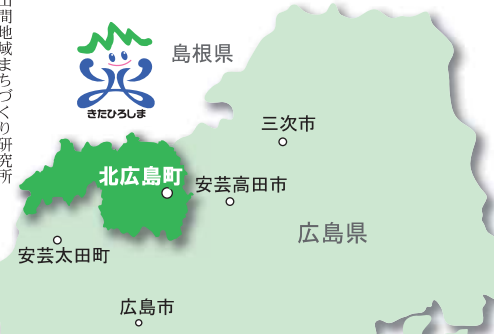 山間地域まちづくり研究所
島根県
きたひろしま
三次市
北広島町
安芸高田市
広島県
安芸太田町
広島市